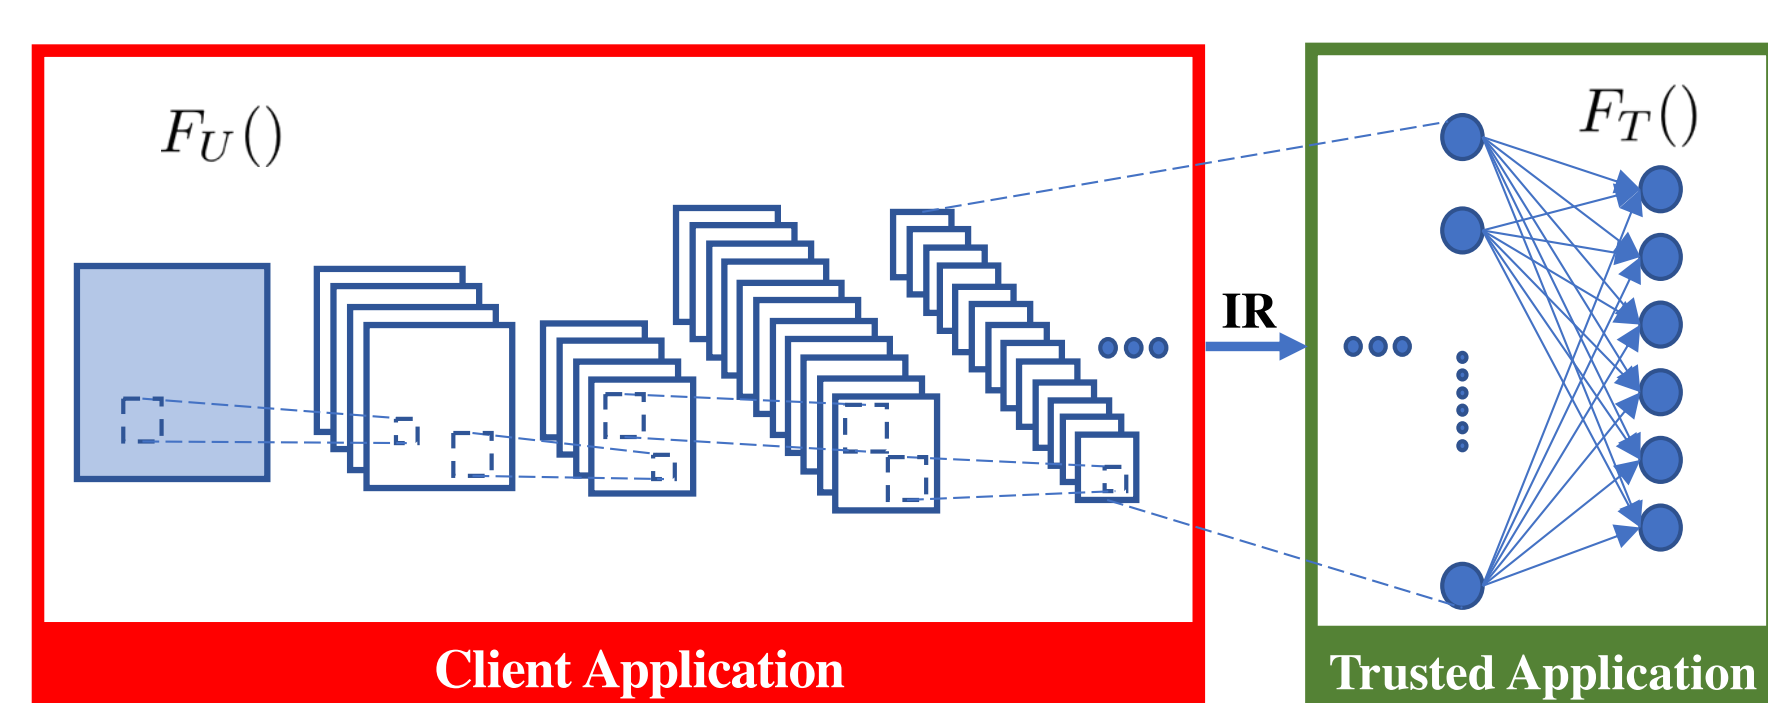 F_U()
F_T()
IR
Client Application
Trusted Application